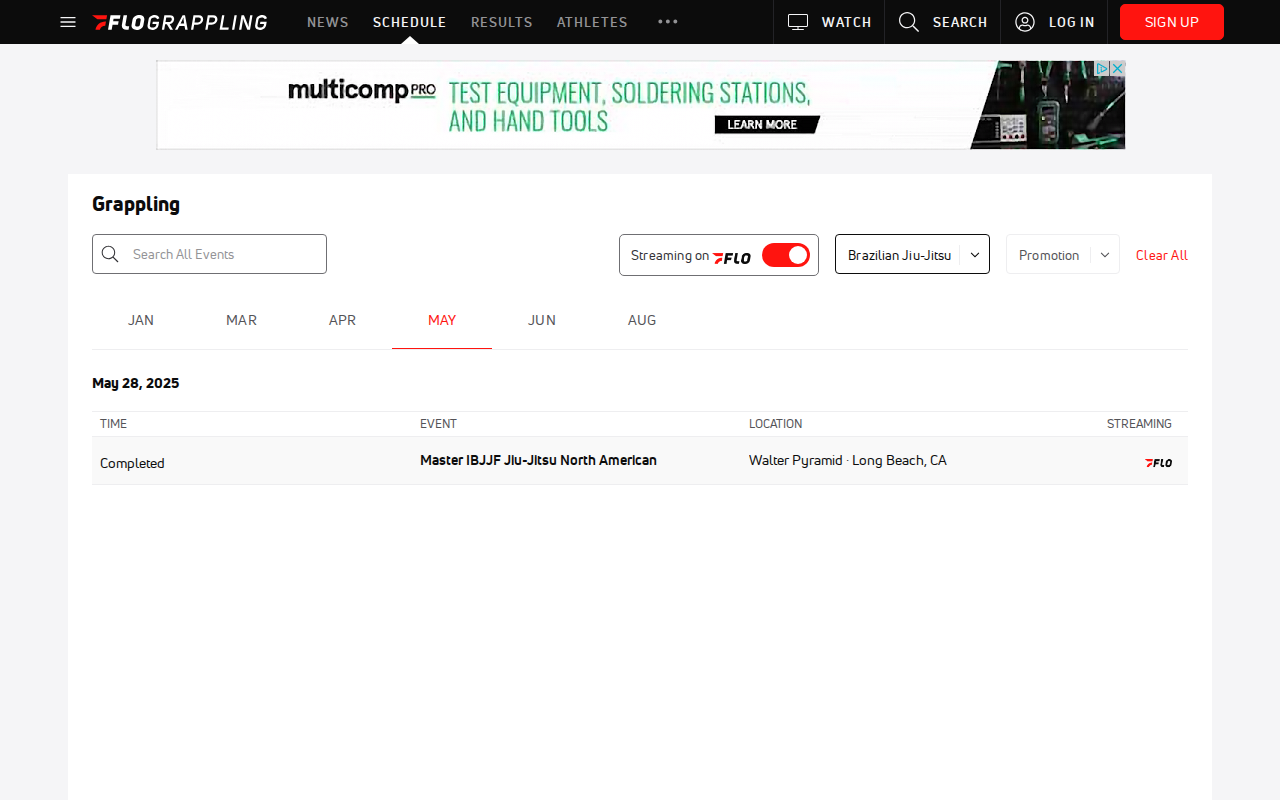 FLOGRAPPLING NEWS SCHEDULE RESULTS ATHLETES WATCH SEARCH LOG IN SIGN UP
multicomp PRO TEST EQUIPMENT, SOLDERING STATIONS,
AND HAND TOOLS LEARN MORE
Grappling
Search All Events Streaming on FLO Brazilian Jiu-Jitsu Promotion Clear All
JAN MAR APR MAY JUN AUG
May 28, 2025
TIME EVENT LOCATION STREAMING
Completed Master IBJJF Jiu-Jitsu North American Walter Pyramid · Long Beach, CA FLO